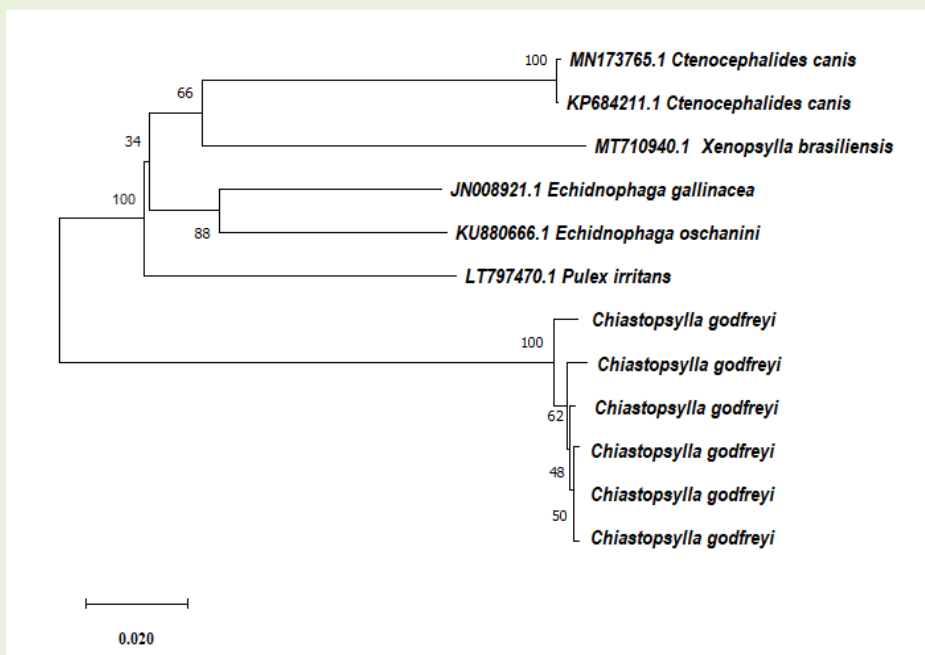 100
MN173765.1 Ctenocephalides canis
66
KP684211.1 Ctenocephalides canis
34
MT710940.1 Xenopsylla brasiliensis
100
JN008921.1 Echidnophaga gallinacea
88
KU880666.1 Echidnophaga oschanini
LT797470.1 Pulex irritans
Chiastopsylla godfreyi
100
Chiastopsylla godfreyi
62
Chiastopsylla godfreyi
48
Chiastopsylla godfreyi
50
Chiastopsylla godfreyi
Chiastopsylla godfreyi
0.020